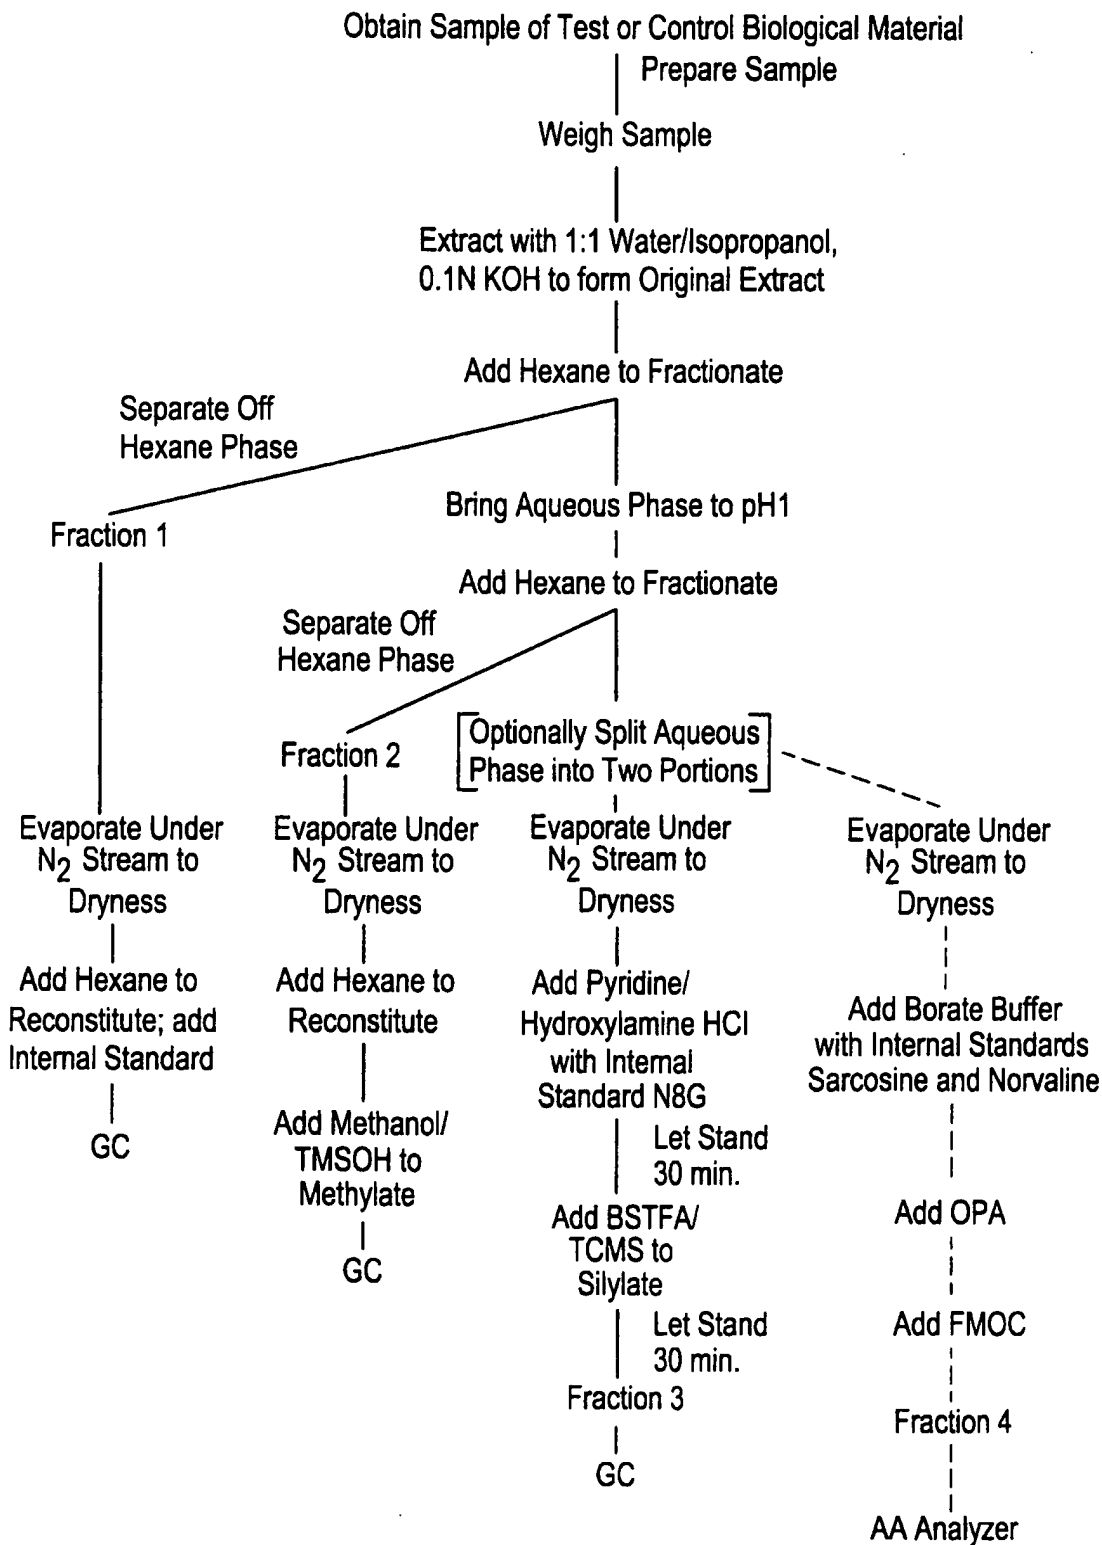 Obtain Sample of Test or Control Biological Material
Prepare Sample
Weigh Sample
Extract with 1:1 Water/Isopropanol,
0.1N KOH to form Original Extract
Add Hexane to Fractionate
Separate Off
Hexane Phase
Fraction 1
Bring Aqueous Phase to pH1
Add Hexane to Fractionate
Separate Off
Hexane Phase
Fraction 2
[Optionally Split Aqueous
Phase into Two Portions]
Evaporate Under
N2 Stream to
Dryness
Add Hexane to
Reconstitute; add
Internal Standard
GC
Evaporate Under
N2 Stream to
Dryness
Add Hexane to
Reconstitute
Add Methanol/
TMSOH to
Methylate
GC
Evaporate Under
N2 Stream to
Dryness
Add Pyridine/
Hydroxylamine HCl
with Internal
Standard N8G
Let Stand
30 min.
Add BSTFA/
TCMS to
Silylate
Let Stand
30 min.
Fraction 3
GC
Evaporate Under
N2 Stream to
Dryness
Add Borate Buffer
with Internal Standards
Sarcosine and Norvaline
Add OPA
Add FMOC
Fraction 4
AA Analyzer